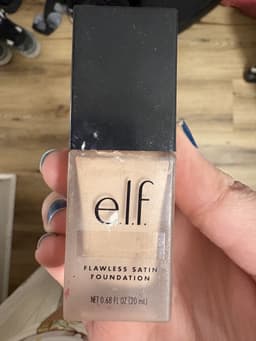 e.l.f.
FLAWLESS SATIN
FOUNDATION
NET 0.68 FL OZ (20 mL)